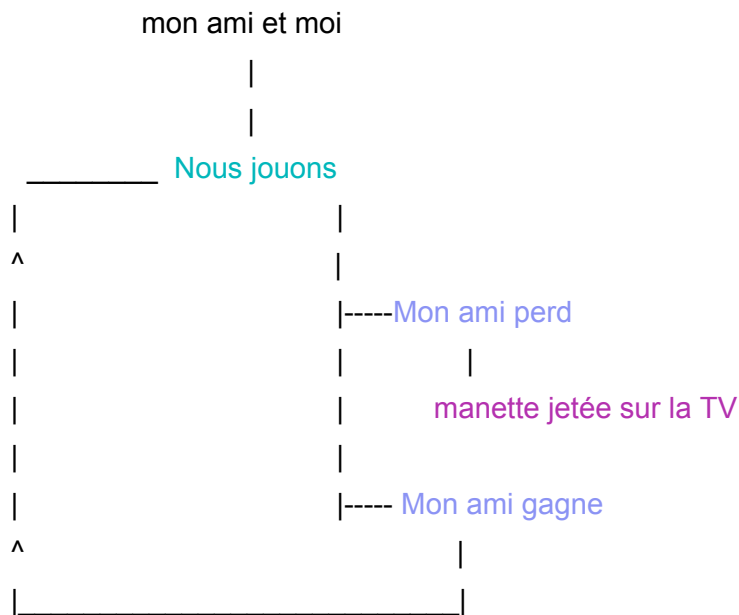 mon ami et moi
Nous jouons
Mon ami perd
manette jetée sur la TV
Mon ami gagne